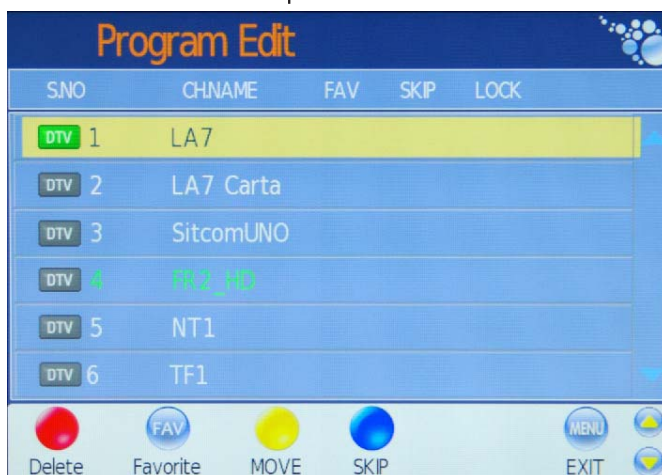 Program Edit
S.NO CH.NAME FAV SKIP LOCK
DTV 1 LA7
DTV 2 LA7 Carta
DTV 3 SitcomUNO
DTV 4 FR2_HD
DTV 5 NT1
DTV 6 TF1
FAV MENU
Delete Favorite MOVE SKIP EXIT